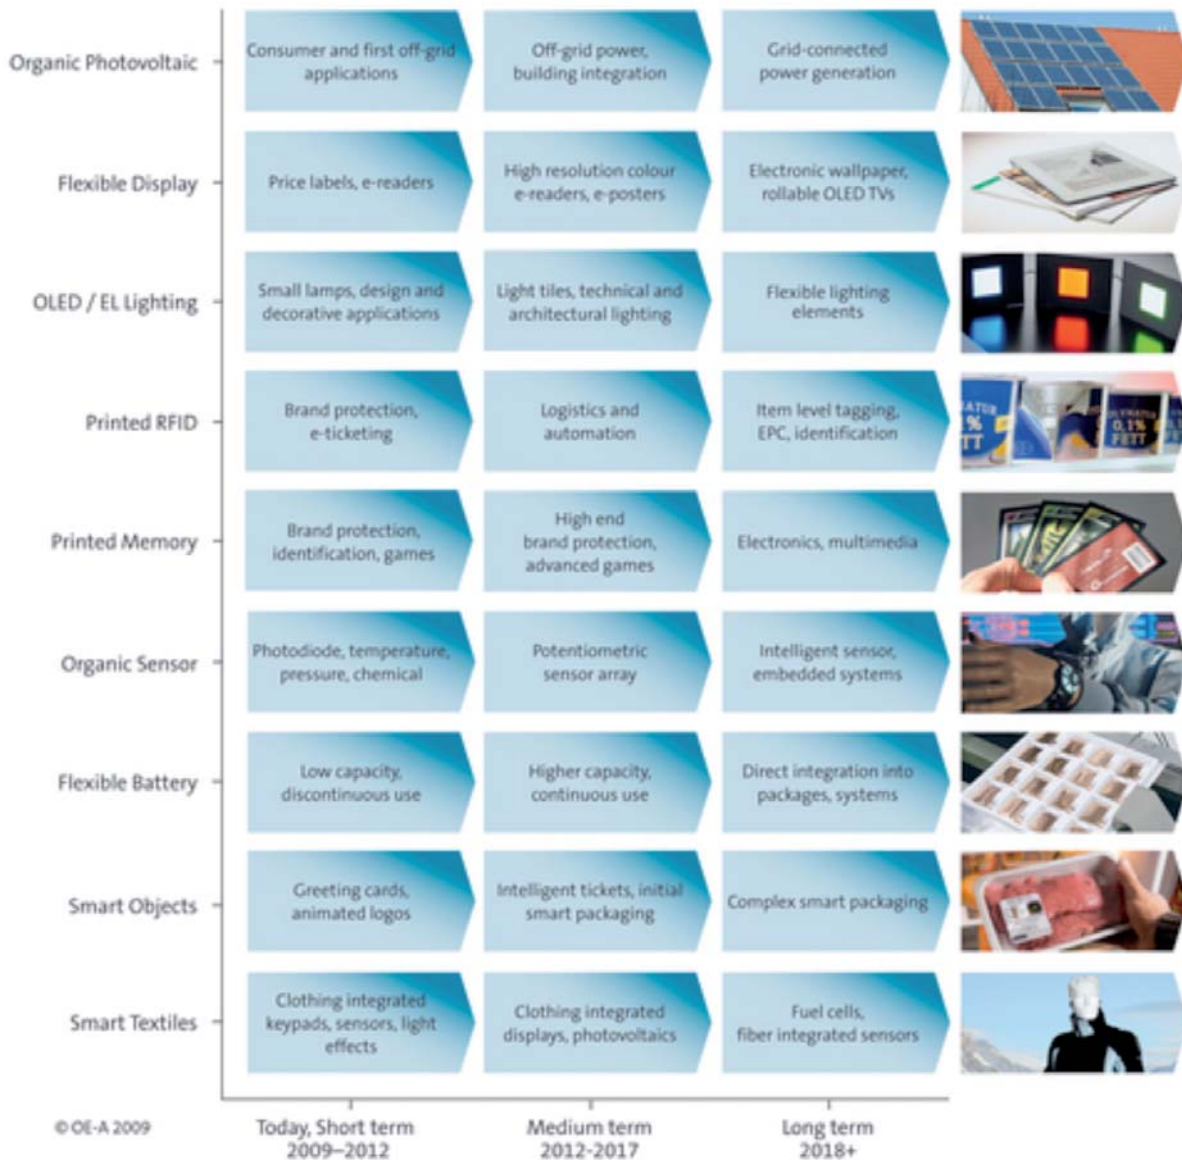 Organic Photovoltaic
Consumer and first off-grid
applications
Off-grid power,
building integration
Grid-connected
power generation
Flexible Display
Price labels, e-readers
High resolution colour
e-readers, e-posters
Electronic wallpaper,
rollable OLED TVs
OLED / EL Lighting
Small lamps, design and
decorative applications
Light tiles, technical and
architectural lighting
Flexible lighting
elements
Printed RFID
Brand protection,
e-ticketing
Logistics and
automation
Item level tagging,
EPC, identification
ATUR
1%
FETT
0,1%
FETT
Printed Memory
Brand protection,
identification, games
High end
brand protection,
advanced games
Electronics, multimedia
Organic Sensor
Photodiode, temperature,
pressure, chemical
Potentiometric
sensor array
Intelligent sensor,
embedded systems
Flexible Battery
Low capacity,
discontinuous use
Higher capacity,
continuous use
Direct integration into
packages, systems
Smart Objects
Greeting cards,
animated logos
Intelligent tickets, initial
smart packaging
Complex smart packaging
Smart Textiles
Clothing integrated
keypads, sensors, light
effects
Clothing integrated
displays, photovoltaics
Fuel cells,
fiber integrated sensors
© OE-A 2009
Today, Short term
2009–2012
Medium term
2012-2017
Long term
2018+